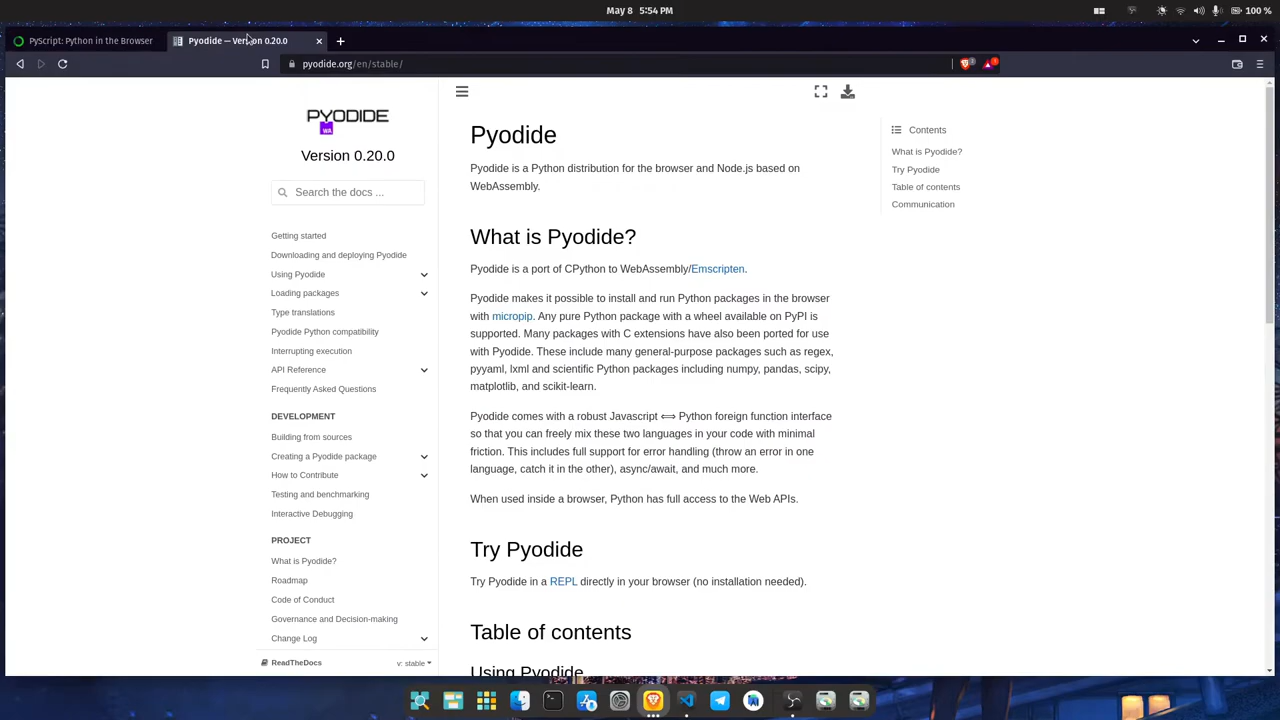 May 8 5:54 PM
100 %
PyScript: Python in the Browser
Pyodide — Version 0.20.0
pyodide.org/en/stable/
PYODIDE
WA
Version 0.20.0
Search the docs ...
Getting started
Downloading and deploying Pyodide
Using Pyodide
Loading packages
Type translations
Pyodide Python compatibility
Interrupting execution
API Reference
Frequently Asked Questions
DEVELOPMENT
Building from sources
Creating a Pyodide package
How to Contribute
Testing and benchmarking
Interactive Debugging
PROJECT
What is Pyodide?
Roadmap
Code of Conduct
Governance and Decision-making
Change Log
ReadTheDocs
v: stable
Pyodide
Pyodide is a Python distribution for the browser and Node.js based on
WebAssembly.
What is Pyodide?
Pyodide is a port of CPython to WebAssembly/Emscripten.
Pyodide makes it possible to install and run Python packages in the browser
with micropip. Any pure Python package with a wheel available on PyPI is
supported. Many packages with C extensions have also been ported for use
with Pyodide. These include many general-purpose packages such as regex,
pyyaml, lxml and scientific Python packages including numpy, pandas, scipy,
matplotlib, and scikit-learn.
Pyodide comes with a robust Javascript ⟺ Python foreign function interface
so that you can freely mix these two languages in your code with minimal
friction. This includes full support for error handling (throw an error in one
language, catch it in the other), async/await, and much more.
When used inside a browser, Python has full access to the Web APIs.
Try Pyodide
Try Pyodide in a REPL directly in your browser (no installation needed).
Table of contents
Using Pyodide
Contents
What is Pyodide?
Try Pyodide
Table of contents
Communication